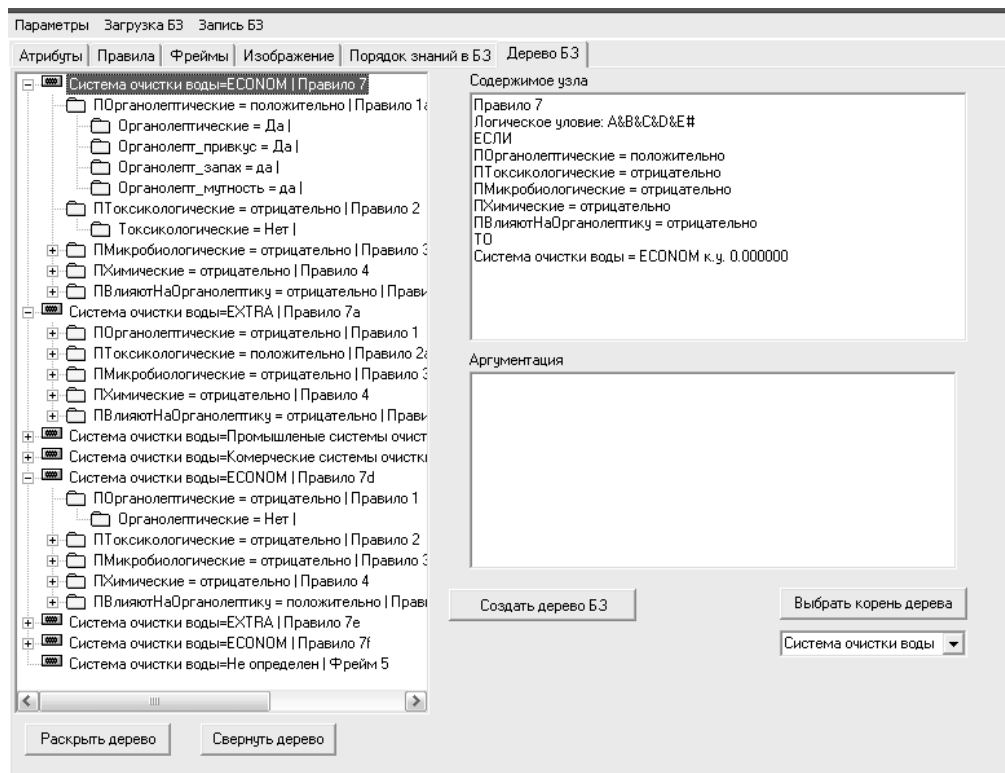 Параметры Загрузка БЗ Запись БЗ
Атрибуты Правила Фреймы Изображение Порядок знаний в БЗ Дерево БЗ
Система очистки воды=ECONOM | Правило 7
ПОрганолептические = положительно | Правило 1а
Органолептические = Да |
Органолепт_привкус = Да |
Органолепт_запах = да |
Органолепт_мутность = да |
ПТоксикологические = отрицательно | Правило 2
Токсикологические = Нет |
ПМикробиологические = отрицательно | Правило 3
ПХимические = отрицательно | Правило 4
ПВлияютНаОрганолептику = отрицательно | Прави
Система очистки воды=EXTRA | Правило 7а
ПОрганолептические = отрицательно | Правило 1
ПТоксикологические = положительно | Правило 2а
ПМикробиологические = отрицательно | Правило 3
ПХимические = отрицательно | Правило 4
ПВлияютНаОрганолептику = отрицательно | Прави
Система очистки воды=Промышленые системы очист
Система очистки воды=Комерческие системы очистки
Система очистки воды=ECONOM | Правило 7d
ПОрганолептические = отрицательно | Правило 1
Органолептические = Нет |
ПТоксикологические = отрицательно | Правило 2
ПМикробиологические = отрицательно | Правило 3
ПХимические = отрицательно | Правило 4
ПВлияютНаОрганолептику = положительно | Прави
Система очистки воды=EXTRA | Правило 7e
Система очистки воды=ECONOM | Правило 7f
Система очистки воды=Не определен | Фрейм 5
Раскрыть дерево Свернуть дерево
Содержимое узла
Правило 7
Логическое уловие: A&B&C&D&E#
ЕСЛИ
ПОрганолептические = положительно
ПТоксикологические = отрицательно
ПМикробиологические = отрицательно
ПХимические = отрицательно
ПВлияютНаОрганолептику = отрицательно
ТО
Система очистки воды = ECONOM к.у. 0.000000
Аргументация
Создать дерево БЗ Выбрать корень дерева
Система очистки воды